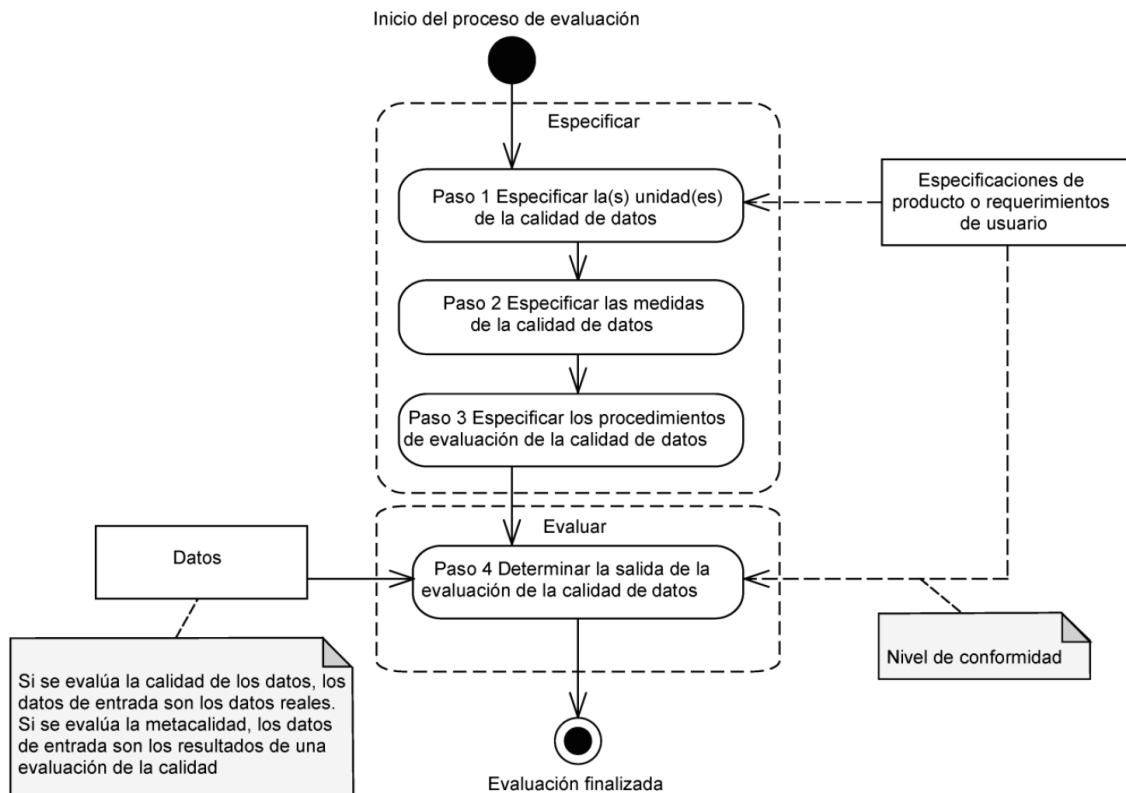 Inicio del proceso de evaluación
Especificar
Paso 1 Especificar la(s) unidad(es)
de la calidad de datos
Especificaciones de
producto o requerimientos
de usuario
Paso 2 Especificar las medidas
de la calidad de datos
Paso 3 Especificar los procedimientos
de evaluación de la calidad de datos
Evaluar
Datos
Paso 4 Determinar la salida de la
evaluación de la calidad de datos
Nivel de conformidad
Si se evalúa la calidad de los datos, los
datos de entrada son los datos reales.
Si se evalúa la metacalidad, los datos
de entrada son los resultados de una
evaluación de la calidad
Evaluación finalizada